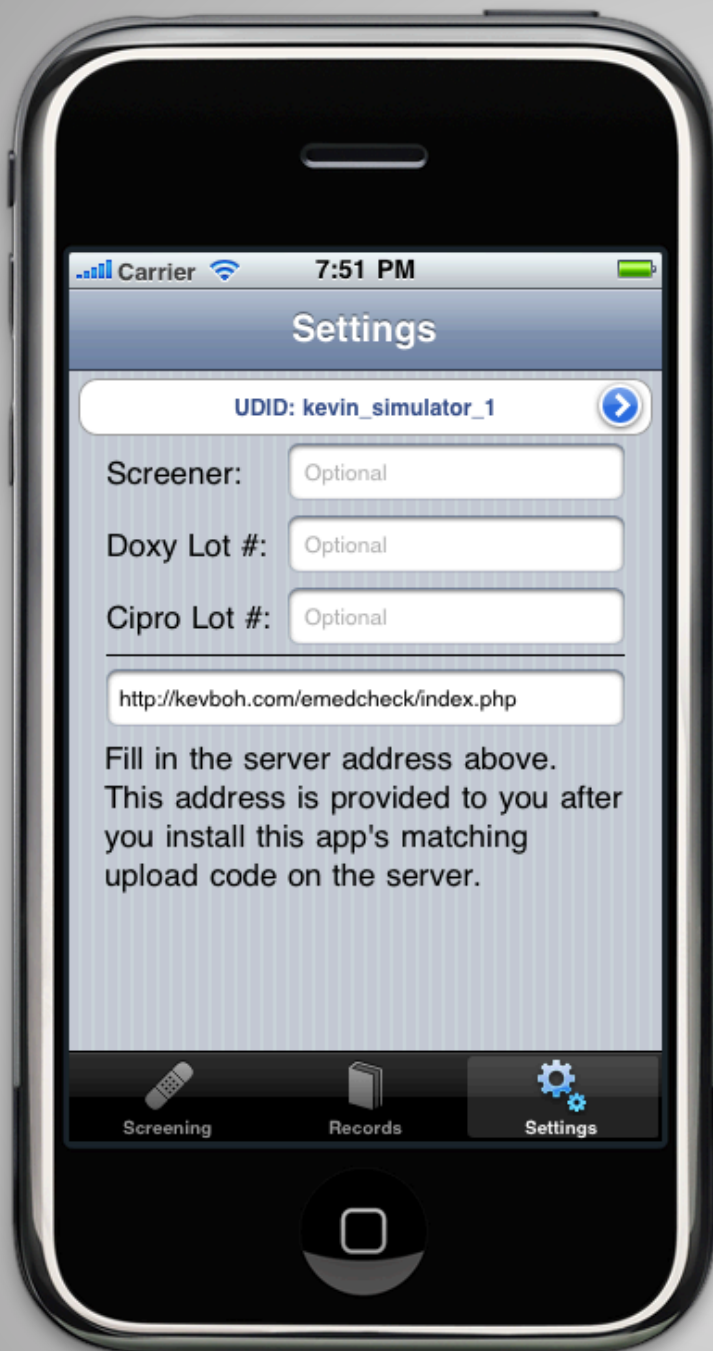 Carrier 7:51 PM
Settings
UDID: kevin_simulator_1
Screener: Optional
Doxy Lot #: Optional
Cipro Lot #: Optional
http://kevboh.com/emedcheck/index.php
Fill in the server address above.
This address is provided to you after
you install this app's matching
upload code on the server.
Screening Records Settings